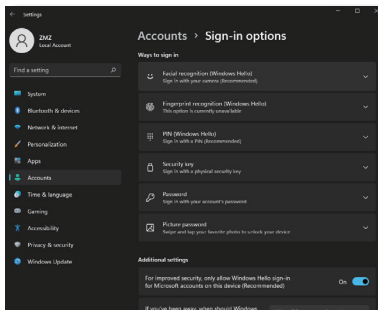 Settings
ZMZ
Local Account
Find a setting
System
Bluetooth & devices
Network & internet
Personalization
Apps
Accounts
Time & language
Gaming
Accessibility
Privacy & security
Windows Update
Accounts > Sign-in options
Ways to sign in
Facial recognition (Windows Hello)
Sign in with your camera (Recommended)
Fingerprint recognition (Windows Hello)
This option is currently unavailable
PIN (Windows Hello)
Sign in with a PIN (Recommended)
Security key
Sign in with a physical security key
Password
Sign in with your account's password
Picture password
Swipe and tap your favorite photo to unlock your device
Additional settings
For improved security, only allow Windows Hello sign-in
for Microsoft accounts on this device (Recommended)
On
If you've been away, when should Windows